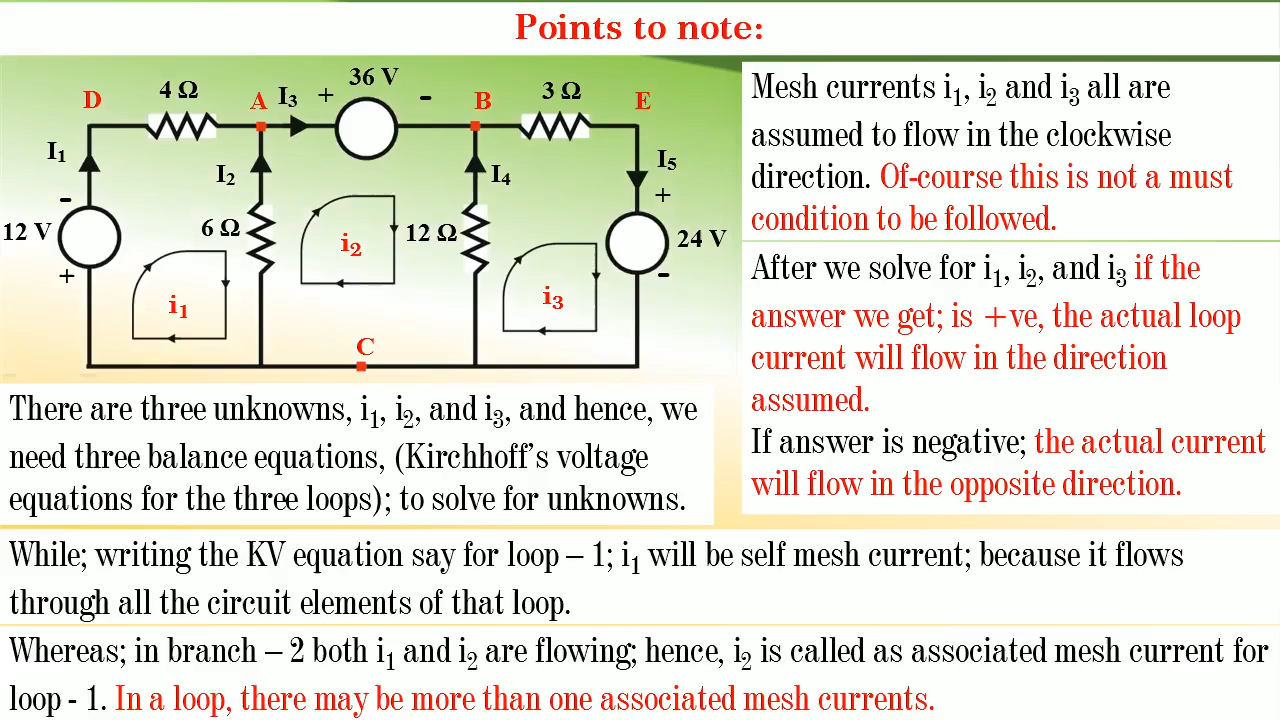 Points to note:
D
4 Ω
A
I₃
+
36 V
-
B
3 Ω
E
I₁
I₂
I₄
I₅
-
+
12 V
6 Ω
i₂
12 Ω
24 V
+
i₁
i₃
-
C
Mesh currents i₁, i₂ and i₃ all are
assumed to flow in the clockwise
direction. Of-course this is not a must
condition to be followed.
After we solve for i₁, i₂, and i₃ if the
answer we get; is +ve, the actual loop
current will flow in the direction
assumed.
If answer is negative; the actual current
will flow in the opposite direction.
There are three unknowns, i₁, i₂, and i₃, and hence, we
need three balance equations, (Kirchhoff’s voltage
equations for the three loops); to solve for unknowns.
While; writing the KV equation say for loop – 1; i₁ will be self mesh current; because it flows
through all the circuit elements of that loop.
Whereas; in branch – 2 both i₁ and i₂ are flowing; hence, i₂ is called as associated mesh current for
loop - 1. In a loop, there may be more than one associated mesh currents.